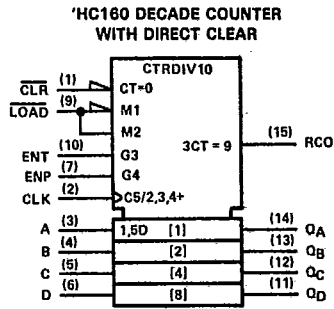 'HC160 DECADE COUNTER
WITH DIRECT CLEAR
CTRDIV10
CLR (1) CT=0
LOAD (9) M1
M2
3CT = 9 (15) RCO
ENT (10) G3
ENP (7) G4
CLK (2) C5/2,3,4+
A (3) 1,5D [1] (14) QA
B (4) [2] (13) QB
C (5) [4] (12) QC
D (6) [8] (11) QD